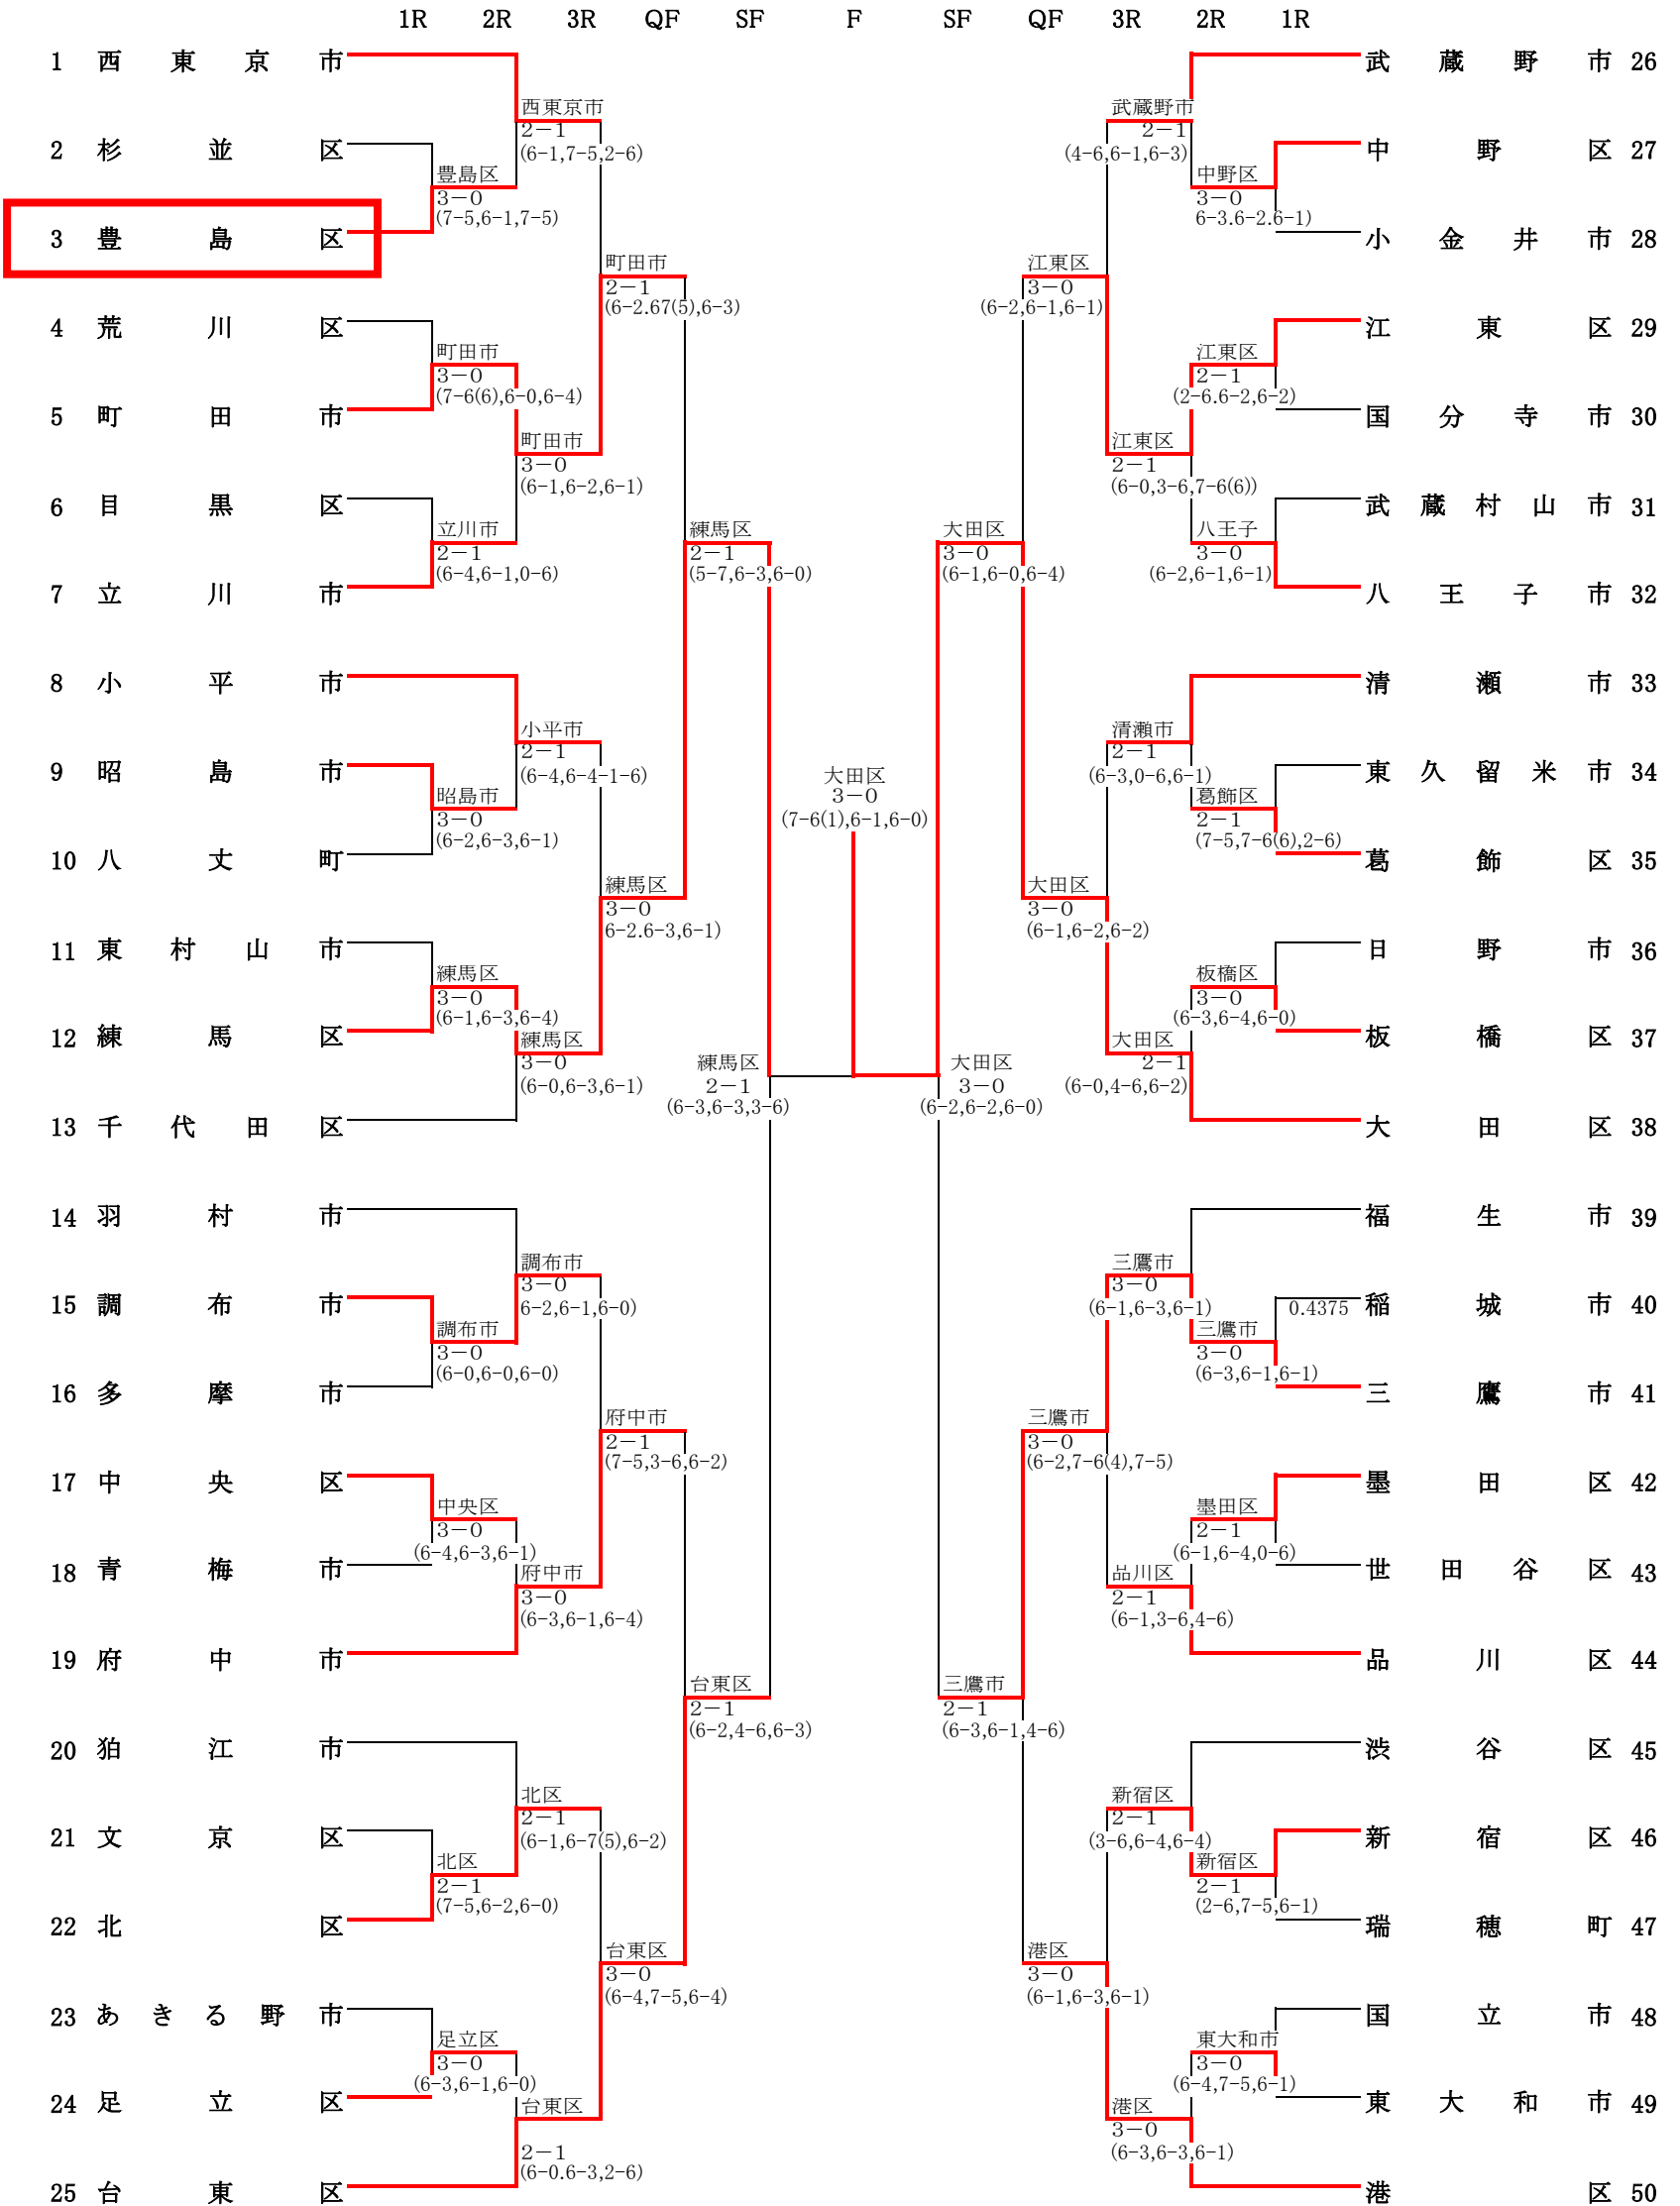 1R 2R 3R QF SF F SF QF 3R 2R 1R
1 西東京市
武蔵野市 26
西東京市
2－1
(6-1,7-5,2-6)
武蔵野市
2－1
(4-6,6-1,6-3)
2 杉並区
中野区 27
豊島区
3－0
(7-5,6-1,7-5)
中野区
3－0
6-3.6-2.6-1)
3 豊島区
小金井市 28
町田市
2－1
(6-2.67(5),6-3)
江東区
3－0
(6-2,6-1,6-1)
4 荒川区
江東区 29
町田市
3－0
(7-6(6),6-0,6-4)
江東区
2－1
(2-6.6-2,6-2)
5 町田市
国分寺市 30
町田市
3－0
(6-1,6-2,6-1)
江東区
2－1
(6-0,3-6,7-6(6))
6 目黒区
武蔵村山市 31
立川市
2－1
(6-4,6-1,0-6)
練馬区
2－1
(5-7,6-3,6-0)
大田区
3－0
(6-1,6-0,6-4)
八王子
3－0
(6-2,6-1,6-1)
7 立川市
八王子市 32
8 小平市
清瀬市 33
小平市
2－1
(6-4,6-4-1-6)
清瀬市
2－1
(6-3,0-6,6-1)
9 昭島市
東久留米市 34
昭島市
3－0
(6-2,6-3,6-1)
大田区
3－0
(7-6(1),6-1,6-0)
葛飾区
2－1
(7-5,7-6(6),2-6)
10 八丈町
葛飾区 35
練馬区
3－0
6-2.6-3,6-1)
大田区
3－0
(6-1,6-2,6-2)
11 東村山市
日野市 36
練馬区
3－0
(6-1,6-3,6-4)
板橋区
3－0
(6-3,6-4,6-0)
12 練馬区
板橋区 37
練馬区
3－0
(6-0,6-3,6-1)
練馬区
2－1
(6-3,6-3,3-6)
大田区
3－0
(6-2,6-2,6-0)
大田区
2－1
(6-0,4-6,6-2)
13 千代田区
大田区 38
14 羽村市
福生市 39
調布市
3－0
6-2,6-1,6-0)
三鷹市
3－0
(6-1,6-3,6-1)
15 調布市
0.4375 稲城市 40
調布市
3－0
(6-0,6-0,6-0)
三鷹市
3－0
(6-3,6-1,6-1)
16 多摩市
三鷹市 41
府中市
2－1
(7-5,3-6,6-2)
三鷹市
3－0
(6-2,7-6(4),7-5)
17 中央区
墨田区 42
中央区
3－0
(6-4,6-3,6-1)
墨田区
2－1
(6-1,6-4,0-6)
18 青梅市
世田谷区 43
府中市
3－0
(6-3,6-1,6-4)
品川区
2－1
(6-1,3-6,4-6)
19 府中市
品川区 44
台東区
2－1
(6-2,4-6,6-3)
三鷹市
2－1
(6-3,6-1,4-6)
20 狛江市
渋谷区 45
北区
2－1
(6-1,6-7(5),6-2)
新宿区
2－1
(3-6,6-4,6-4)
21 文京区
新宿区 46
北区
2－1
(7-5,6-2,6-0)
新宿区
2－1
(2-6,7-5,6-1)
22 北区
瑞穂町 47
台東区
3－0
(6-4,7-5,6-4)
港区
3－0
(6-1,6-3,6-1)
23 あきる野市
国立市 48
足立区
3－0
(6-3,6-1,6-0)
東大和市
3－0
(6-4,7-5,6-1)
24 足立区
東大和市 49
台東区
2－1
(6-0.6-3,2-6)
港区
3－0
(6-3,6-3,6-1)
25 台東区
港区 50